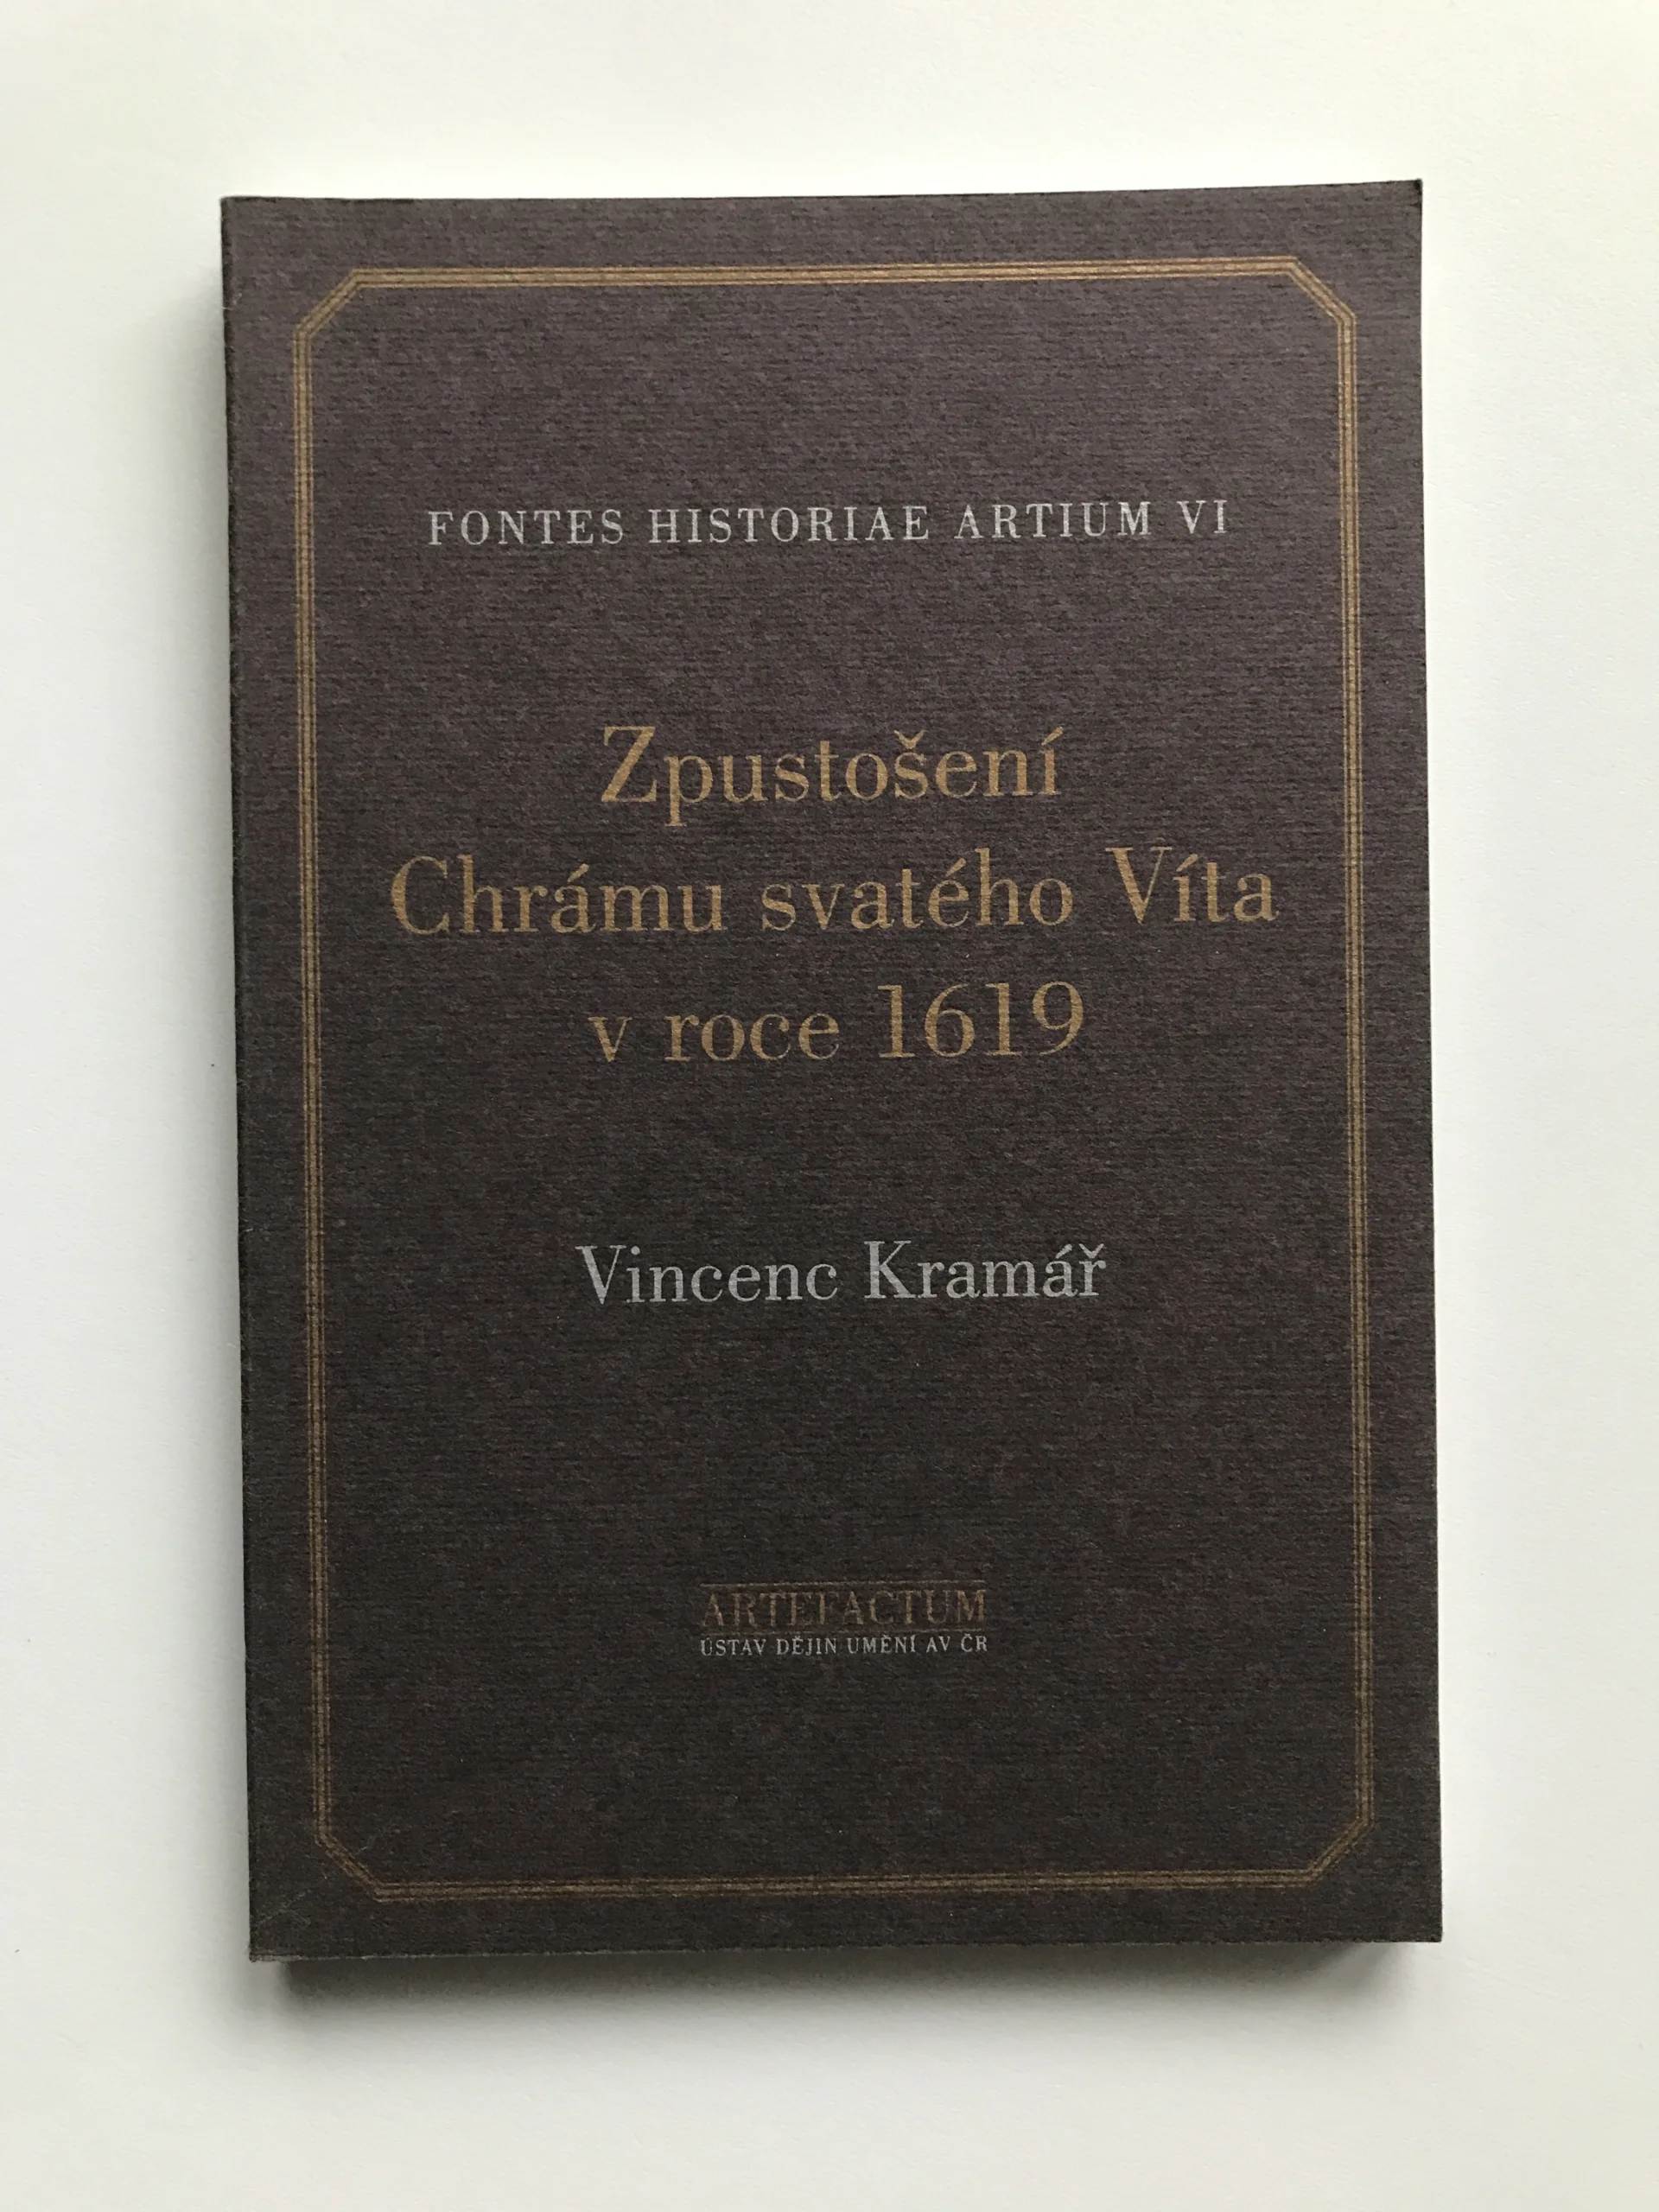 FONTES HISTORIAE ARTIUM VI
Zpustošení
Chrámu svatého Víta
v roce 1619
Vincenc Kramář
ARTEFACTUM
ÚSTAV DĚJIN UMĚNÍ AV ČR